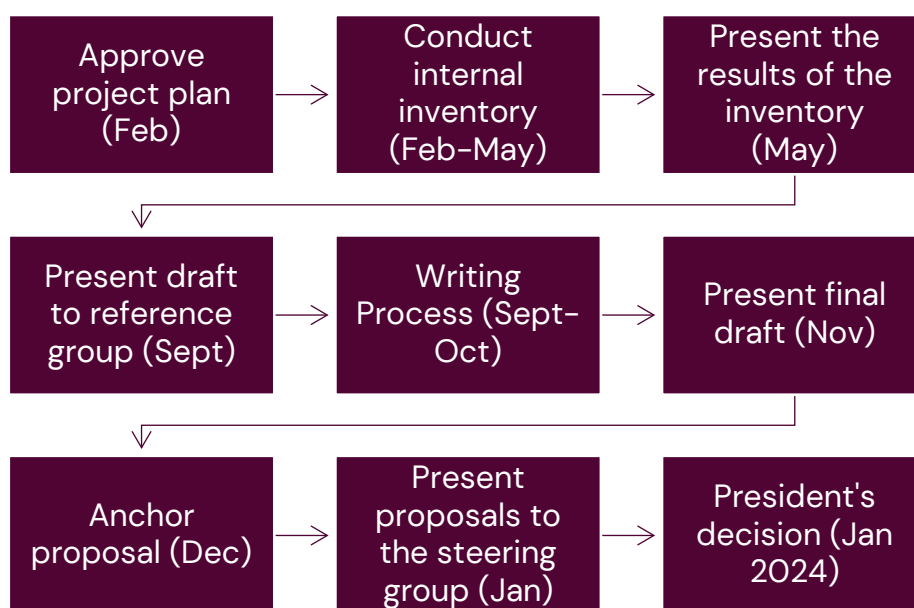 Approve
project plan
(Feb)
Conduct
internal
inventory
(Feb-May)
Present the
results of the
inventory
(May)
Present draft
to reference
group (Sept)
Writing
Process (Sept-
Oct)
Present final
draft (Nov)
Anchor
proposal (Dec)
Present
proposals to
the steering
group (Jan)
President's
decision (Jan
2024)